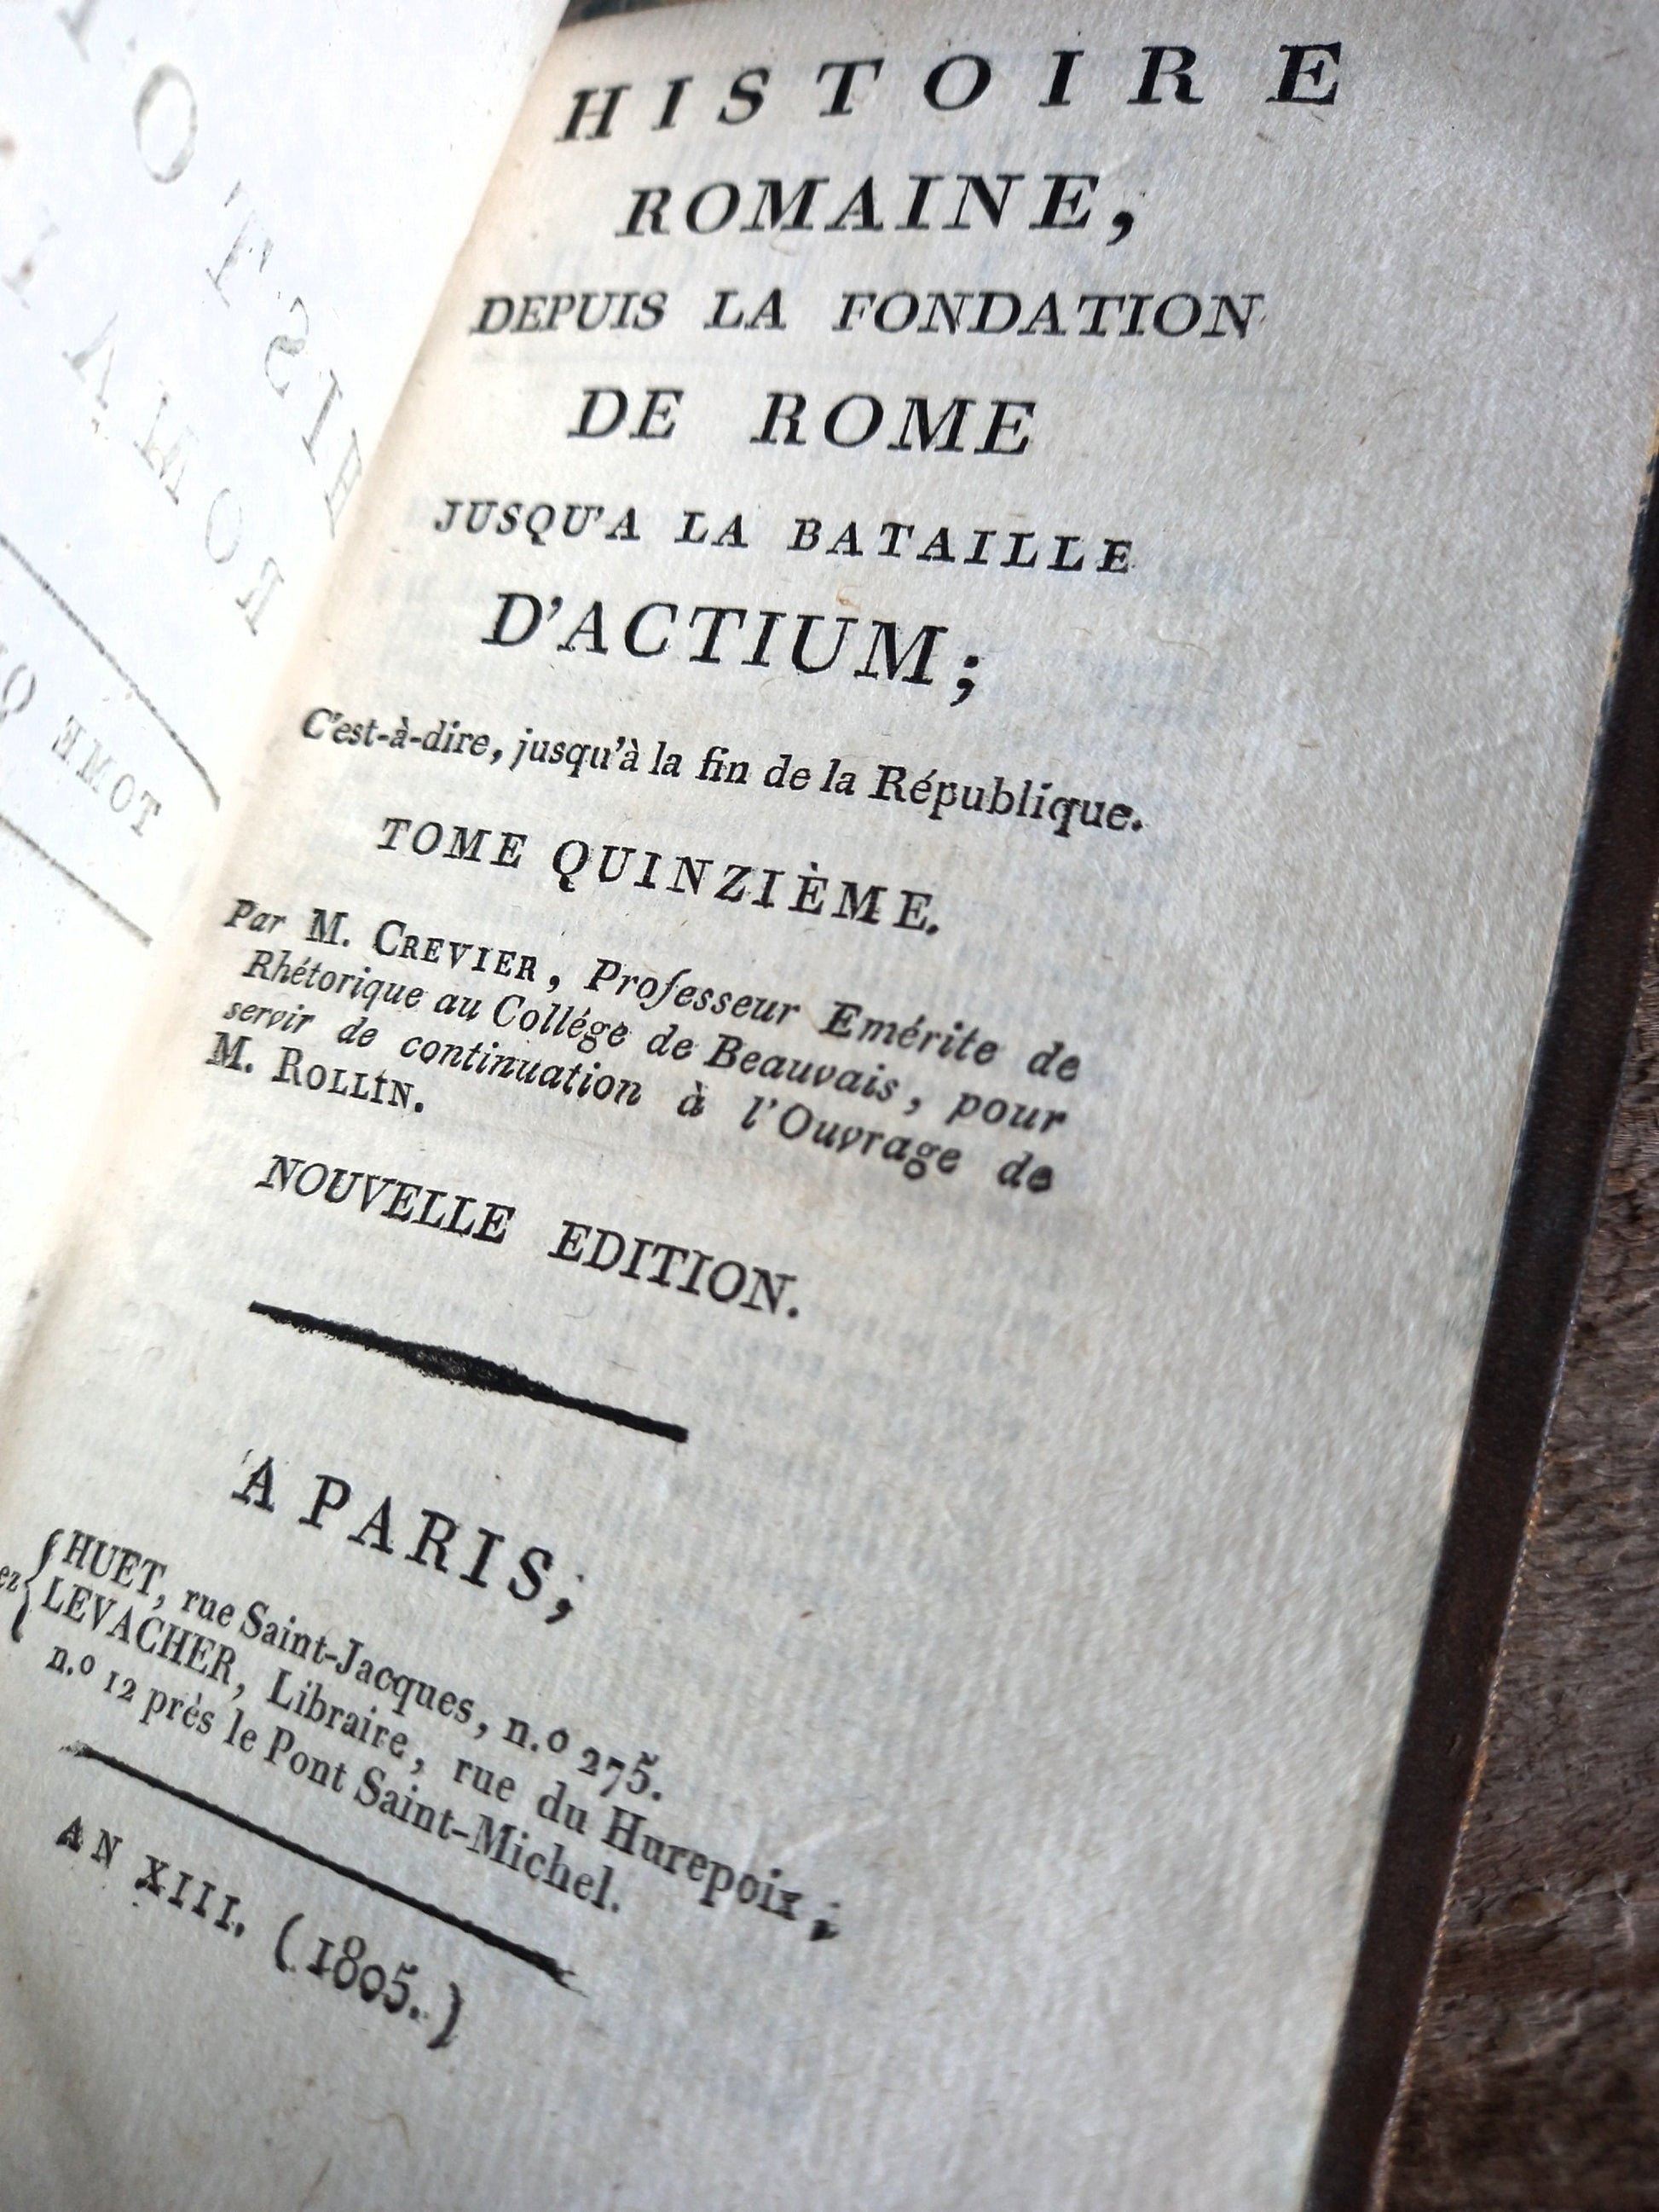 HISTOIRE
ROMAINE,
DEPUIS LA FONDATION
DE ROME
JUSQU'A LA BATAILLE
D'ACTIUM;
C'est-à-dire, jusqu'à la fin de la République.
TOME QUINZIÈME.
Par M. CREVIER, Professeur Emérite de
Rhétorique au Collége de Beauvais, pour
servir de continuation à l'Ouvrage de
M. ROLLIN.
NOUVELLE EDITION.
A PARIS,
HUET, rue Saint-Jacques, n.o 275.
LEVACHER, Libraire, rue du Hurepoix,
n.o 12 près le Pont Saint-Michel.
AN XIII. (1805.)